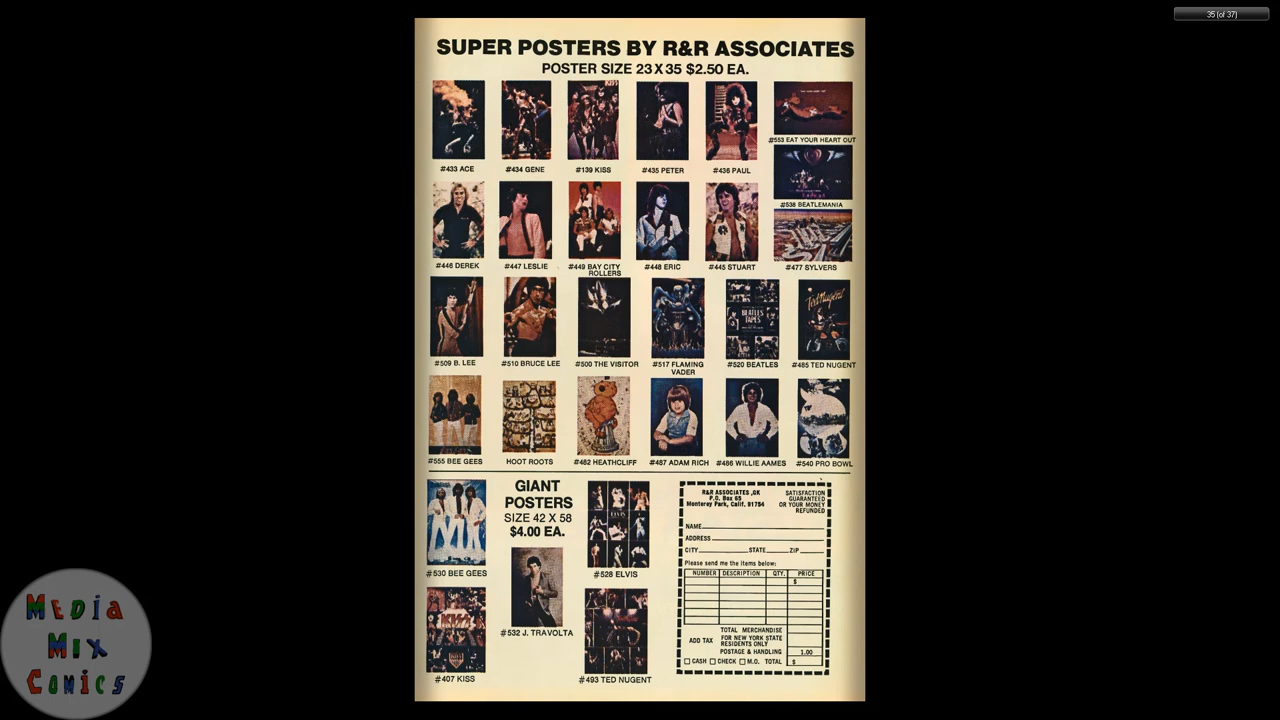 35 (of 37)
SUPER POSTERS BY R&R ASSOCIATES
POSTER SIZE 23 X 35 $2.50 EA.
KISS
#433 ACE
#434 GENE
#139 KISS
#435 PETER
#436 PAUL
#553 EAT YOUR HEART OUT
#538 BEATLEMANIA
#446 DEREK
#447 LESLIE
#449 BAY CITY
ROLLERS
#448 ERIC
#445 STUART
#477 SYLVERS
BEATLES
TAPES
Ted Nugent
#509 B. LEE
#510 BRUCE LEE
#500 THE VISITOR
#517 FLAMING
VADER
#520 BEATLES
#485 TED NUGENT
#555 BEE GEES
HOOT ROOTS
#482 HEATHCLIFF
#487 ADAM RICH
#486 WILLIE AAMES
#540 PRO BOWL
GIANT
POSTERS
SIZE 42 X 58
$4.00 EA.
ELVIS
#530 BEE GEES
#528 ELVIS
#532 J. TRAVOLTA
KISS
#407 KISS
#493 TED NUGENT
R&R ASSOCIATES ,GK
P.O. Box 65
Monterey Park, Calif. 91754
SATISFACTION
GUARANTEED
OR YOUR MONEY
REFUNDED
NAME
ADDRESS
CITY STATE ZIP
Please send me the items below:
NUMBER DESCRIPTION QTY. PRICE
$
TOTAL MERCHANDISE
ADD TAX FOR NEW YORK STATE
RESIDENTS ONLY
POSTAGE & HANDLING 1.00
CASH CHECK M.O. TOTAL $
MEDIA
MIX
COMICS